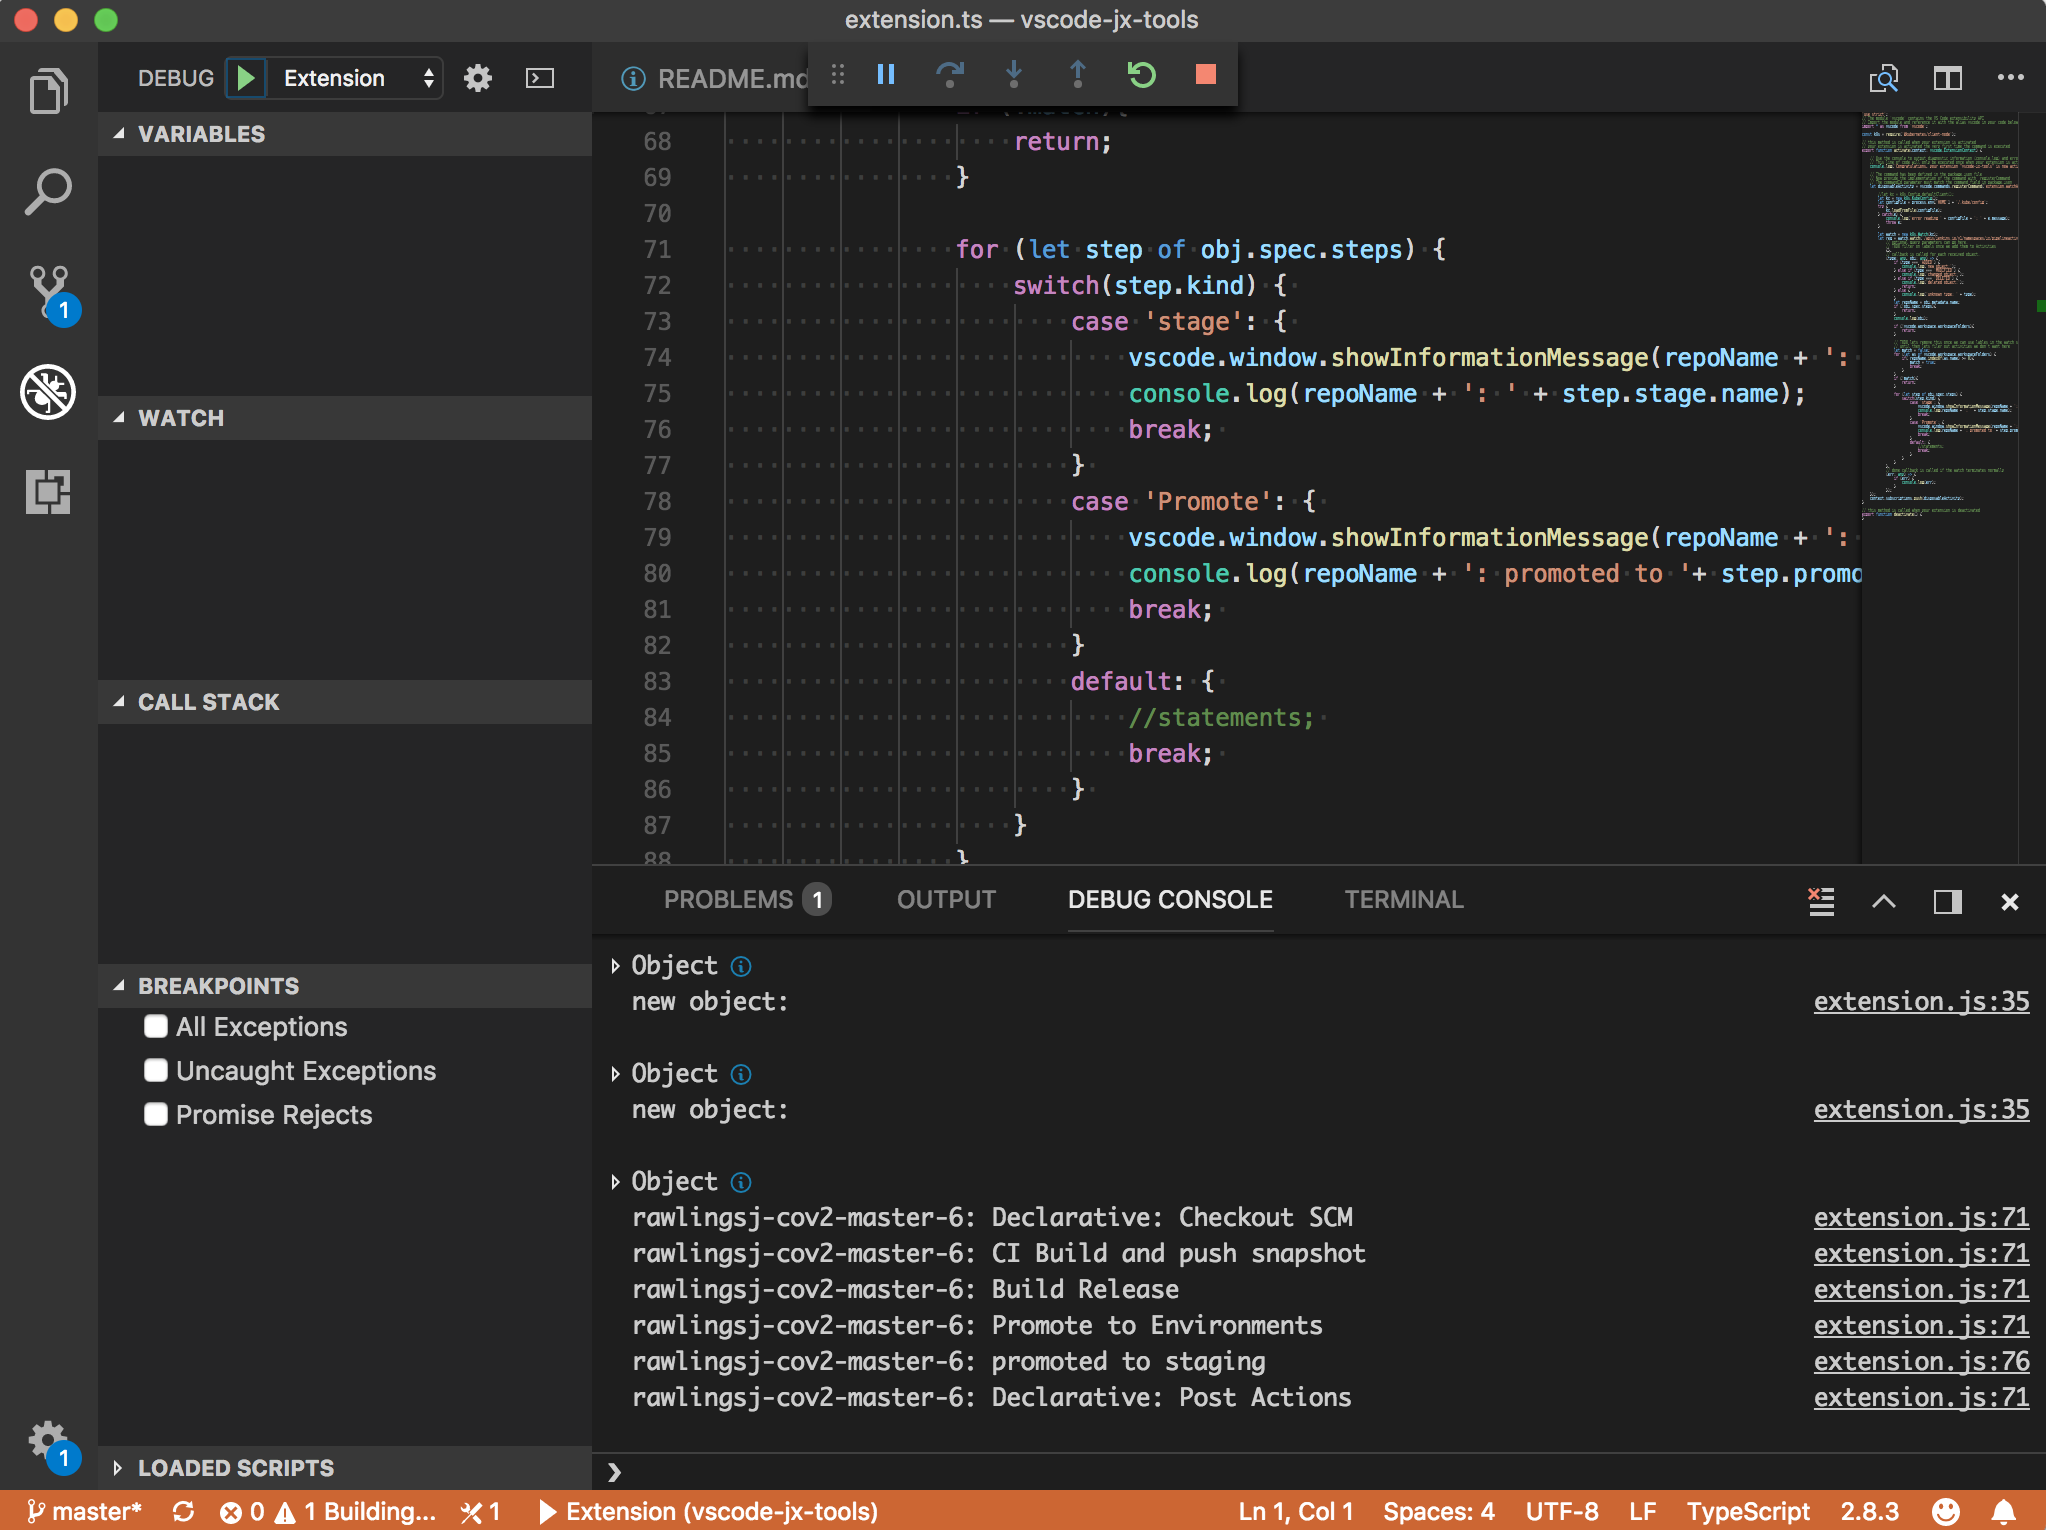 extension.ts — vscode-jx-tools
DEBUG Extension
README.md
VARIABLES
WATCH
CALL STACK
BREAKPOINTS
All Exceptions
Uncaught Exceptions
Promise Rejects
LOADED SCRIPTS
1
1
68 return;
69 }
70
71 for (let step of obj.spec.steps) {
72 switch(step.kind) {
73 case 'stage': {
74 vscode.window.showInformationMessage(repoName + ':
75 console.log(repoName + ': ' + step.stage.name);
76 break;
77 }
78 case 'Promote': {
79 vscode.window.showInformationMessage(repoName + ':
80 console.log(repoName + ': promoted to '+ step.promo
81 break;
82 }
83 default: {
84 //statements;
85 break;
86 }
87 }
88 }
PROBLEMS 1 OUTPUT DEBUG CONSOLE TERMINAL
Object
new object: extension.js:35
Object
new object: extension.js:35
Object
rawlingsj-cov2-master-6: Declarative: Checkout SCM extension.js:71
rawlingsj-cov2-master-6: CI Build and push snapshot extension.js:71
rawlingsj-cov2-master-6: Build Release extension.js:71
rawlingsj-cov2-master-6: Promote to Environments extension.js:71
rawlingsj-cov2-master-6: promoted to staging extension.js:76
rawlingsj-cov2-master-6: Declarative: Post Actions extension.js:71
master* 0 1 Building... 1 Extension (vscode-jx-tools) Ln 1, Col 1 Spaces: 4 UTF-8 LF TypeScript 2.8.3